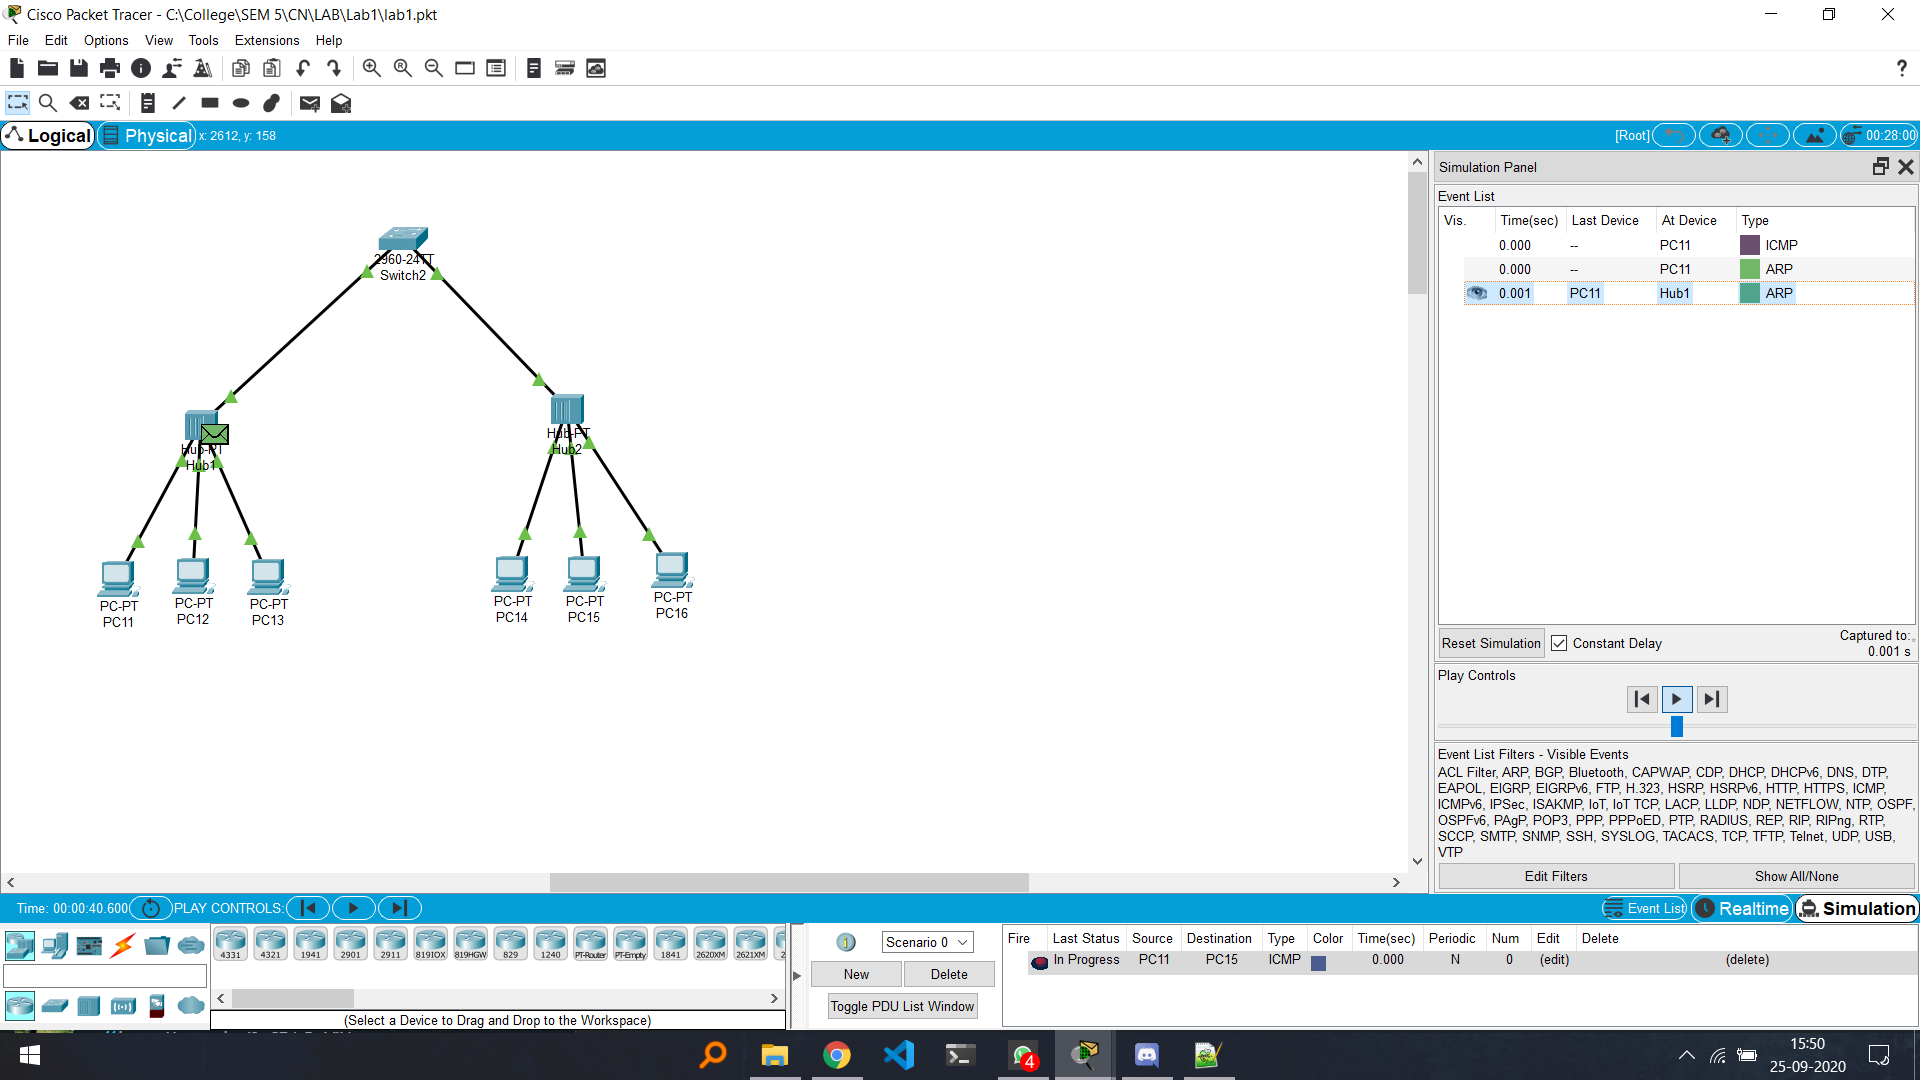 Cisco Packet Tracer - C:\College\SEM 5\CN\LAB\Lab1\lab1.pkt
File Edit Options View Tools Extensions Help
Logical Physical x: 2612, y: 158
[Root] 00:28:00
2960-24TT
Switch2
Hub-PT
Hub1
Hub-PT
Hub2
PC-PT
PC11
PC-PT
PC12
PC-PT
PC13
PC-PT
PC14
PC-PT
PC15
PC-PT
PC16
Simulation Panel
Event List
Vis. Time(sec) Last Device At Device Type
0.000 -- PC11 ICMP
0.000 -- PC11 ARP
0.001 PC11 Hub1 ARP
Reset Simulation Constant Delay
Captured to:
0.001 s
Play Controls
Event List Filters - Visible Events
ACL Filter, ARP, BGP, Bluetooth, CAPWAP, CDP, DHCP, DHCPv6, DNS, DTP,
EAPOL, EIGRP, EIGRPv6, FTP, H.323, HSRP, HSRPv6, HTTP, HTTPS, ICMP,
ICMPv6, IPSec, ISAKMP, IoT, IoT TCP, LACP, LLDP, NDP, NETFLOW, NTP, OSPF,
OSPFv6, PAgP, POP3, PPP, PPPoED, PTP, RADIUS, REP, RIP, RIPng, RTP,
SCCP, SMTP, SNMP, SSH, SYSLOG, TACACS, TCP, TFTP, Telnet, UDP, USB,
VTP
Edit Filters Show All/None
Time: 00:00:40.600 PLAY CONTROLS:
Event List Realtime Simulation
4331 4321 1941 2901 2911 819IOX 819HGW 829 1240 PT-Router PT-Empty 1841 2620XM 2621XM
(Select a Device to Drag and Drop to the Workspace)
Scenario 0
New Delete
Toggle PDU List Window
Fire Last Status Source Destination Type Color Time(sec) Periodic Num Edit Delete
In Progress PC11 PC15 ICMP 0.000 N 0 (edit) (delete)
4
15:50
25-09-2020